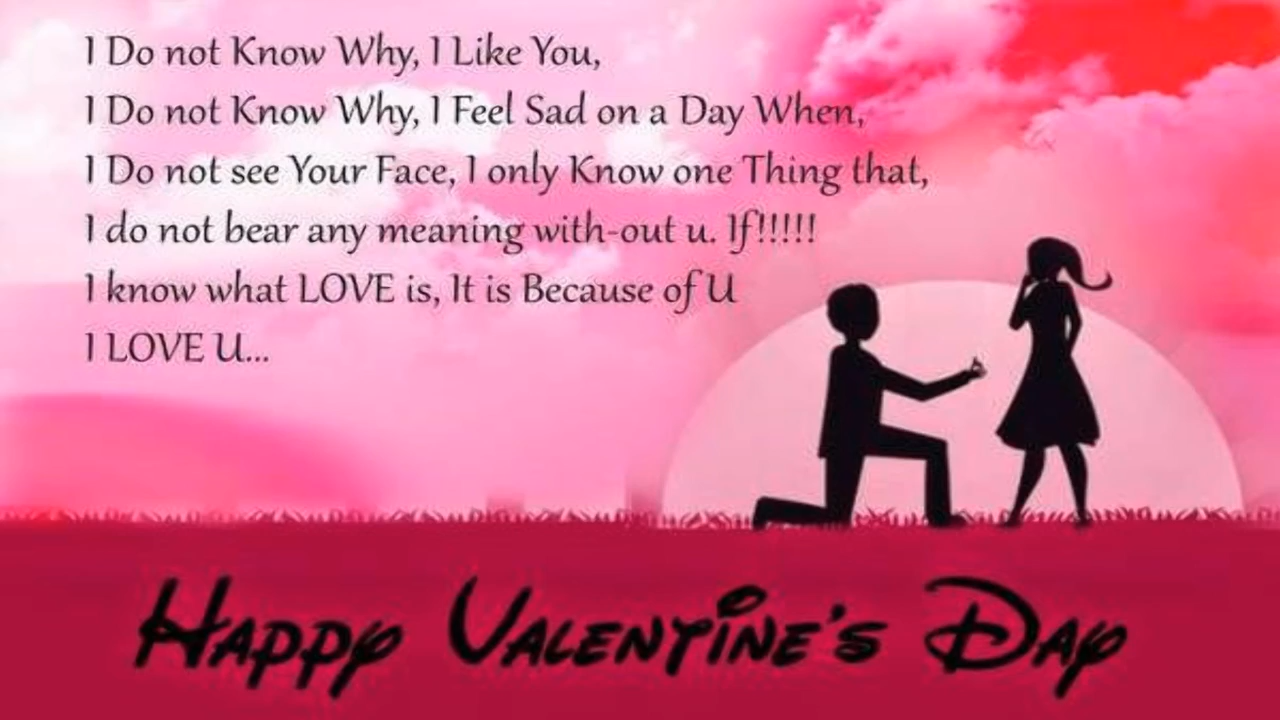 I Do not Know Why, I Like You,
I Do not Know Why, I Feel Sad on a Day When,
I Do not see Your Face, I only Know one Thing that,
I do not bear any meaning with-out u. If!!!!!
I know what LOVE is, It is Because of U
I LOVE U...
Happy Valentine's Day